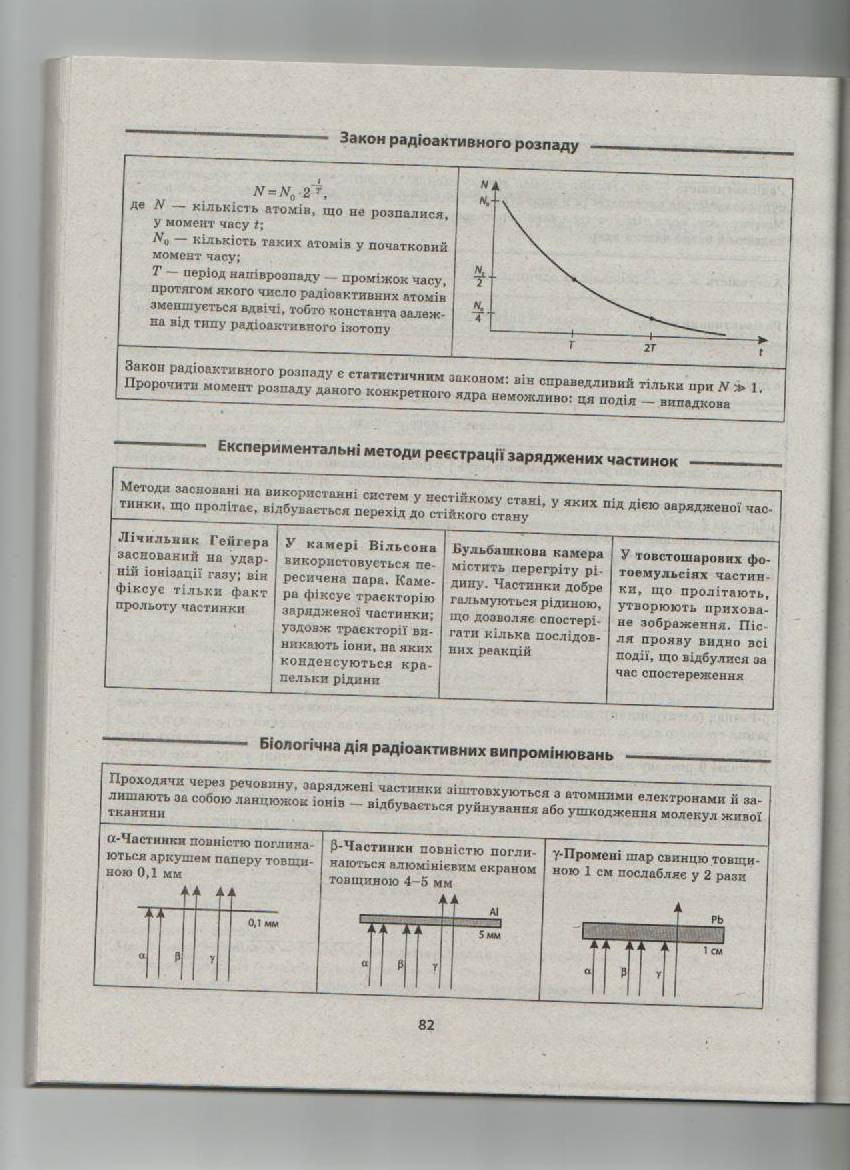 Закон радіоактивного розпаду
N = N₀ · 2^(-t/T),
де N — кількість атомів, що не розпалися,
у момент часу t;
N₀ — кількість таких атомів у початковий
момент часу;
T — період напіврозпаду — проміжок часу,
протягом якого число радіоактивних атомів
зменшується вдвічі, тобто константа залеж-
на від типу радіоактивного ізотопу
N
N₀
N₀/2
N₀/4
T
2T
t
Закон радіоактивного розпаду є статистичним законом: він справедливий тільки при N ≫ 1.
Пророчити момент розпаду даного конкретного ядра неможливо: ця подія — випадкова
Експериментальні методи реєстрації заряджених частинок
Методи засновані на використанні систем у нестійкому стані, у яких під дією зарядженої час-
тинки, що пролітає, відбувається перехід до стійкого стану
Лічильник Гейгера
заснований на удар-
ній іонізації газу; він
фіксує тільки факт
прольоту частинки
У камері Вільсона
використовується пе-
ресичена пара. Каме-
ра фіксує траєкторію
зарядженої частинки;
уздовж траєкторії ви-
никають іони, на яких
конденсуються кра-
пельки рідини
Бульбашкова камера
містить перегріту рі-
дину. Частинки добре
гальмуються рідиною,
що дозволяє спостері-
гати кілька послідов-
них реакцій
У товстошарових фо-
тоемульсіях частин-
ки, що пролітають,
утворюють прихова-
не зображення. Піс-
ля прояву видно всі
події, що відбулися за
час спостереження
Біологічна дія радіоактивних випромінювань
Проходячи через речовину, заряджені частинки зіштовхуються з атомними електронами й за-
лишають за собою ланцюжок іонів — відбувається руйнування або ушкодження молекул живої
тканини
α-Частинки повністю поглина-
ються аркушем паперу товщи-
ною 0,1 мм
0,1 мм
α
β
γ
β-Частинки повністю погли-
наються алюмінієвим екраном
товщиною 4–5 мм
Al
5 мм
α
β
γ
γ-Промені шар свинцю товщи-
ною 1 см послабляє у 2 рази
Pb
1 см
α
β
γ
82